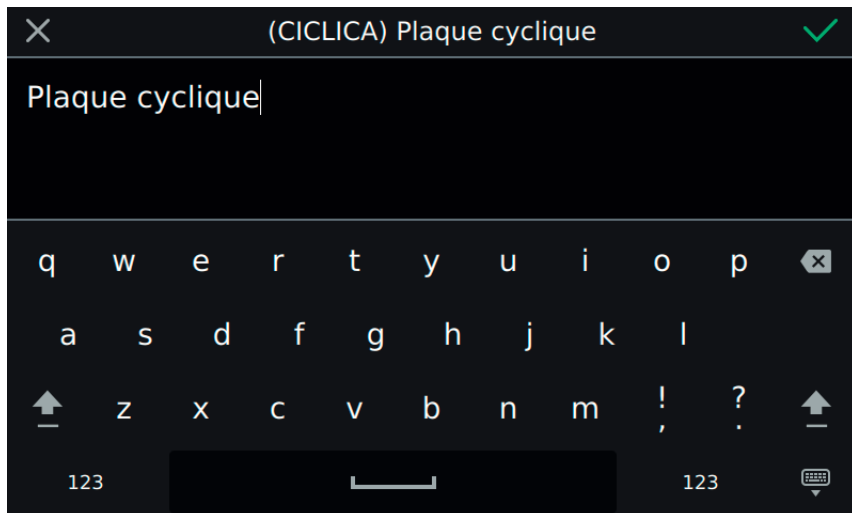 (CICLICA) Plaque cyclique
Plaque cyclique
q w e r t y u i o p
a s d f g h j k l
z x c v b n m ! ?
, .
123 123